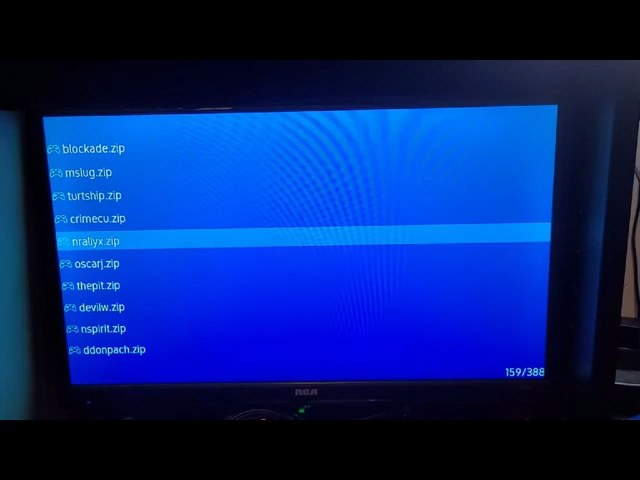 blockade.zip
mslug.zip
turtship.zip
crimecu.zip
nrallyx.zip
oscarj.zip
thepit.zip
devilw.zip
nspirit.zip
ddonpach.zip
159/388
RCA